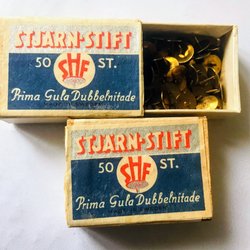 STJÄRN-STIFT
50 SHF ST.
Prima Gula Dubbelnitade
STJÄRN-STIFT
50 SHF ST.
Prima Gula Dubbelnitade